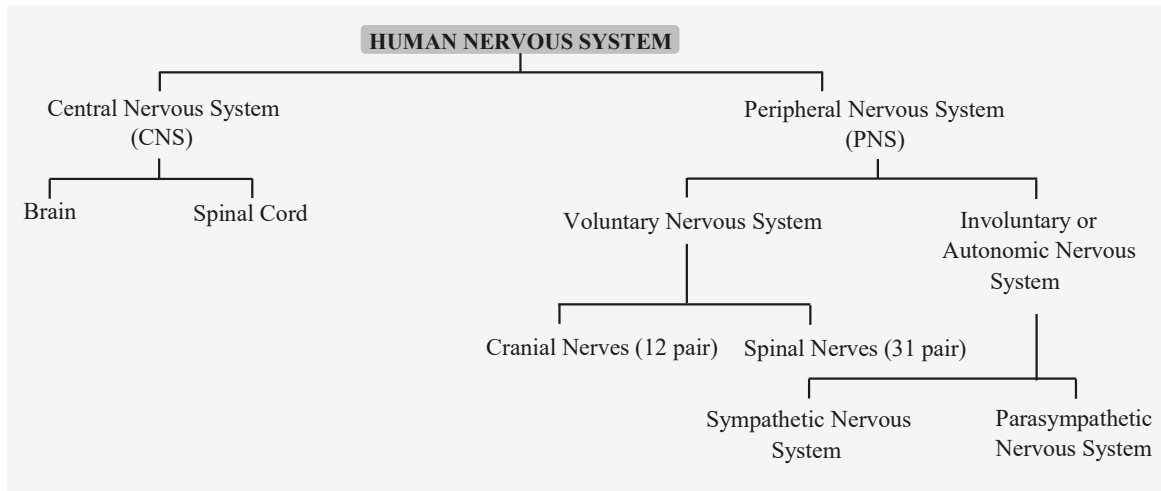 HUMAN NERVOUS SYSTEM
Central Nervous System
(CNS)
Peripheral Nervous System
(PNS)
Brain
Spinal Cord
Voluntary Nervous System
Involuntary or
Autonomic Nervous
System
Cranial Nerves (12 pair)
Spinal Nerves (31 pair)
Sympathetic Nervous
System
Parasympathetic
Nervous System